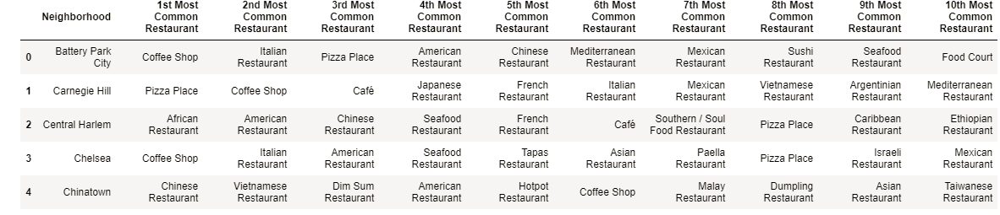 Neighborhood 1st Most Common Restaurant 2nd Most Common Restaurant 3rd Most Common Restaurant 4th Most Common Restaurant 5th Most Common Restaurant 6th Most Common Restaurant 7th Most Common Restaurant 8th Most Common Restaurant 9th Most Common Restaurant 10th Most Common Restaurant
0 Battery Park City Coffee Shop Italian Restaurant Pizza Place American Restaurant Chinese Restaurant Mediterranean Restaurant Mexican Restaurant Sushi Restaurant Seafood Restaurant Food Court
1 Carnegie Hill Pizza Place Coffee Shop Café Japanese Restaurant French Restaurant Italian Restaurant Mexican Restaurant Vietnamese Restaurant Argentinian Restaurant Mediterranean Restaurant
2 Central Harlem African Restaurant American Restaurant Chinese Restaurant Seafood Restaurant French Restaurant Café Southern / Soul Food Restaurant Pizza Place Caribbean Restaurant Ethiopian Restaurant
3 Chelsea Coffee Shop Italian Restaurant American Restaurant Seafood Restaurant Tapas Restaurant Asian Restaurant Paella Restaurant Pizza Place Israeli Restaurant Mexican Restaurant
4 Chinatown Chinese Restaurant Vietnamese Restaurant Dim Sum Restaurant American Restaurant Hotpot Restaurant Coffee Shop Malay Restaurant Dumpling Restaurant Asian Restaurant Taiwanese Restaurant